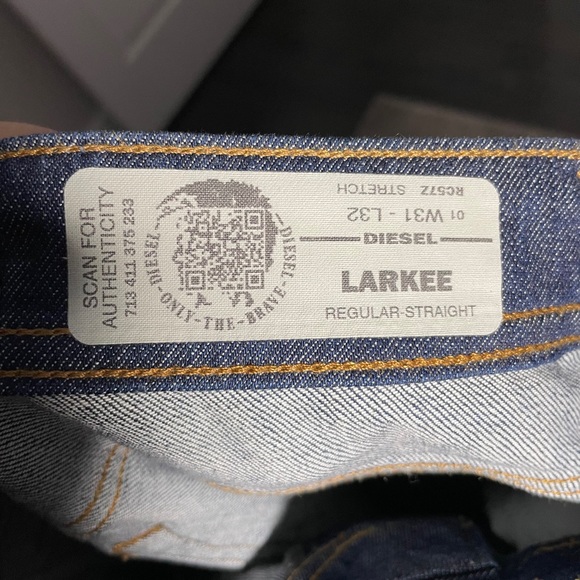 SCAN FOR
AUTHENTICITY
713 411 375 233
DIESEL
ONLY-THE-BRAVE
DIESEL
01 W31 - L32
RC57Z STRETCH
DIESEL
LARKEE
REGULAR-STRAIGHT